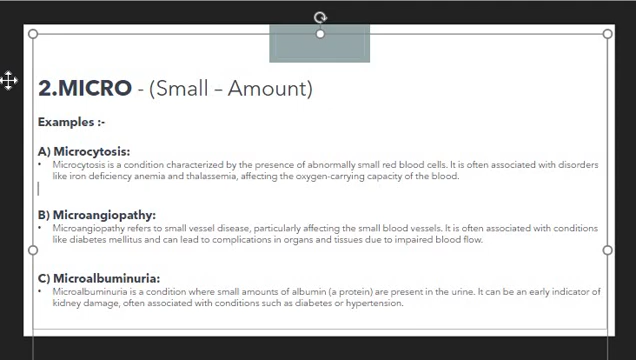 2.MICRO - (Small – Amount)
Examples :-
A) Microcytosis:
• Microcytosis is a condition characterized by the presence of abnormally small red blood cells. It is often associated with disorders
like iron deficiency anemia and thalassemia, affecting the oxygen-carrying capacity of the blood.
B) Microangiopathy:
• Microangiopathy refers to small vessel disease, particularly affecting the small blood vessels. It is often associated with conditions
like diabetes mellitus and can lead to complications in organs and tissues due to impaired blood flow.
C) Microalbuminuria:
• Microalbuminuria is a condition where small amounts of albumin (a protein) are present in the urine. It can be an early indicator of
kidney damage, often associated with conditions such as diabetes or hypertension.